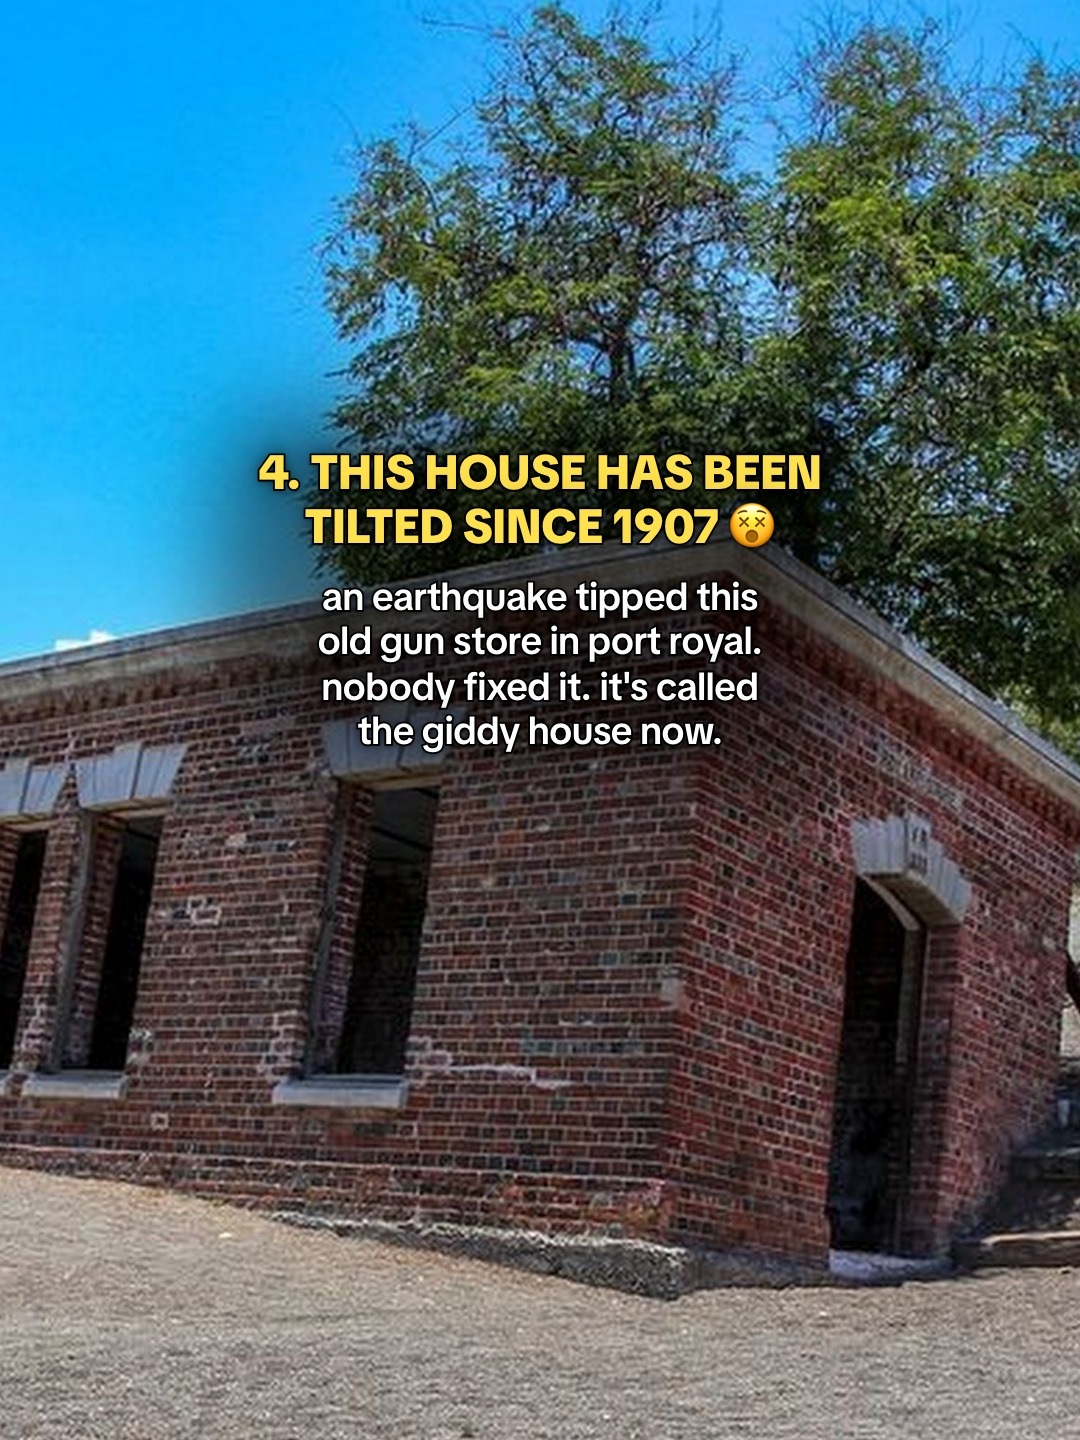 4. THIS HOUSE HAS BEEN
TILTED SINCE 1907 😵
an earthquake tipped this
old gun store in port royal.
nobody fixed it. it's called
the giddy house now.